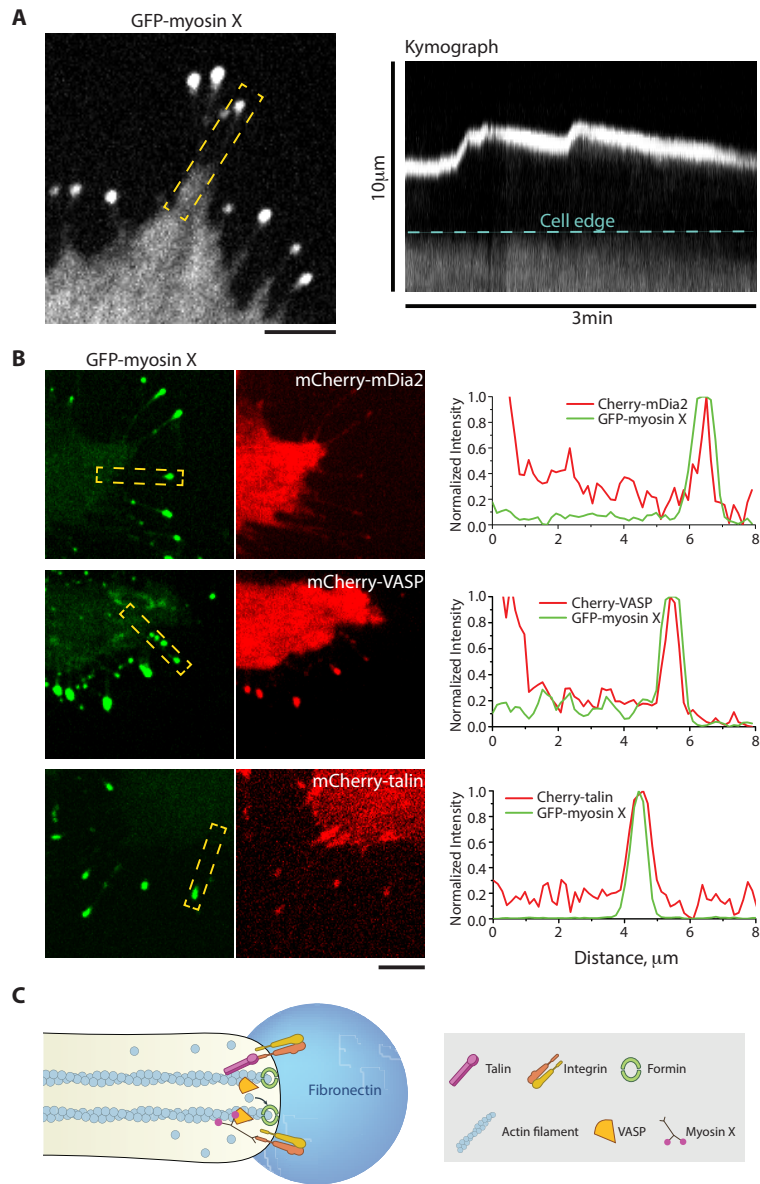 A
GFP-myosin X
Kymograph
10μm
Cell edge
3min
B
GFP-myosin X
mCherry-mDia2
Normalized Intensity
1.0
0.8
0.6
0.4
0.2
0.0
Cherry-mDia2
GFP-myosin X
0 2 4 6 8
mCherry-VASP
Normalized Intensity
1.0
0.8
0.6
0.4
0.2
0.0
Cherry-VASP
GFP-myosin X
0 2 4 6 8
mCherry-talin
Normalized Intensity
1.0
0.8
0.6
0.4
0.2
0.0
Cherry-talin
GFP-myosin X
0 2 4 6 8
Distance, μm
C
Fibronectin
Talin Integrin Formin
Actin filament VASP Myosin X